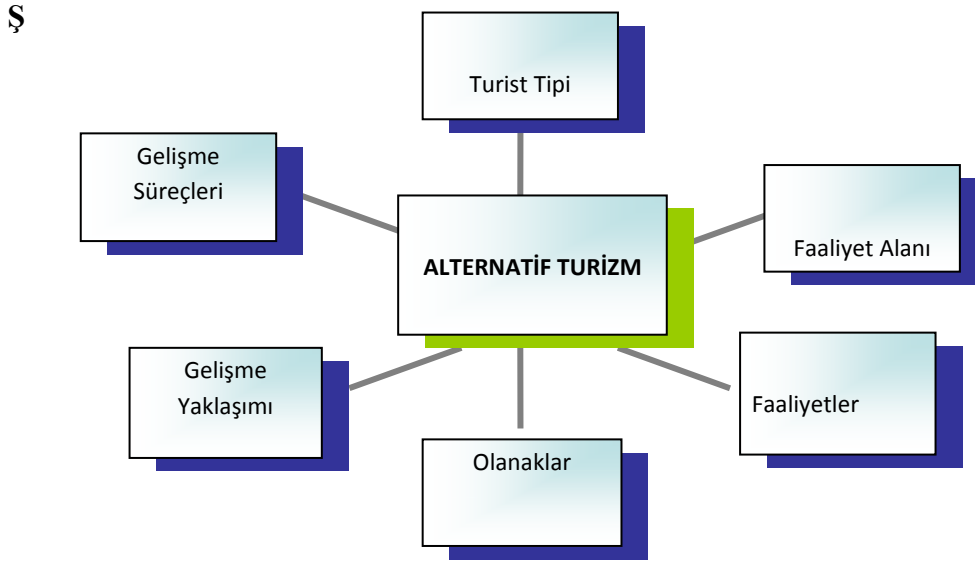 Ş
Turist Tipi
Gelişme
Süreçleri
Faaliyet Alanı
ALTERNATİF TURİZM
Gelişme
Yaklaşımı
Faaliyetler
Olanaklar